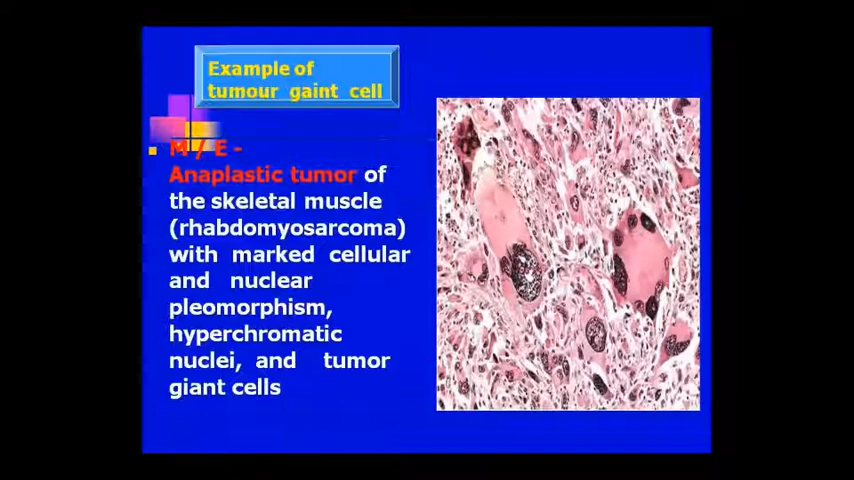 Example of
tumour gaint cell
M / E -
Anaplastic tumor of
the skeletal muscle
(rhabdomyosarcoma)
with marked cellular
and nuclear
pleomorphism,
hyperchromatic
nuclei, and tumor
giant cells